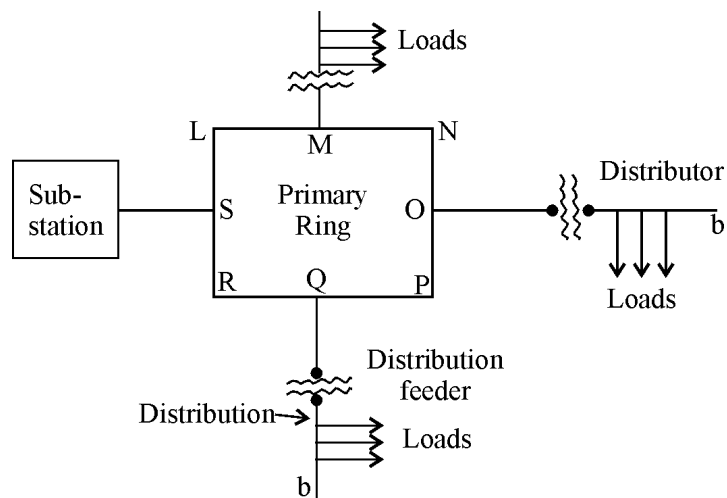 Loads
L
M
N
Sub-
station
S
Primary
Ring
O
Distributor
b
Loads
R
Q
P
Distribution
feeder
Distribution
Loads
b